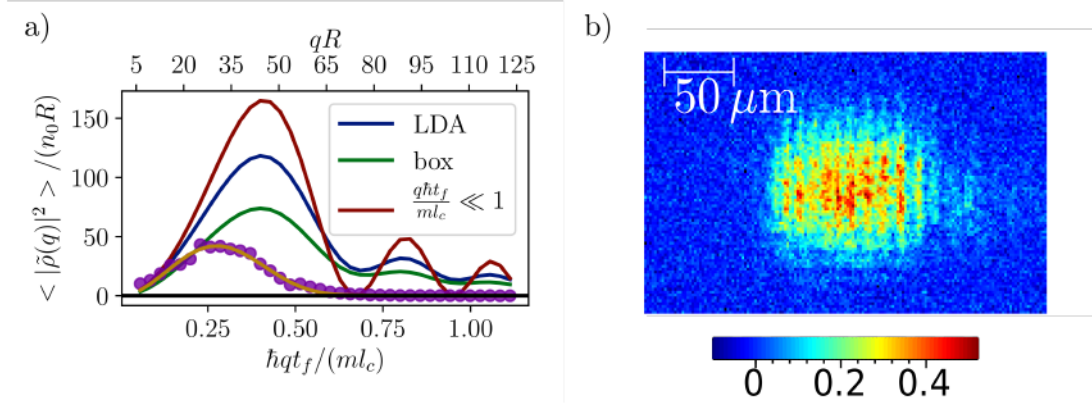 a)
qR
5 20 35 50 65 80 95 110 125
150
100
50
0
< |ρ̃(q)|² > /(n₀R)
LDA
box
qħt_f/ml_c ≪ 1
0.25 0.50 0.75 1.00
ħqt_f/(ml_c)
b)
50 μm
0 0.2 0.4